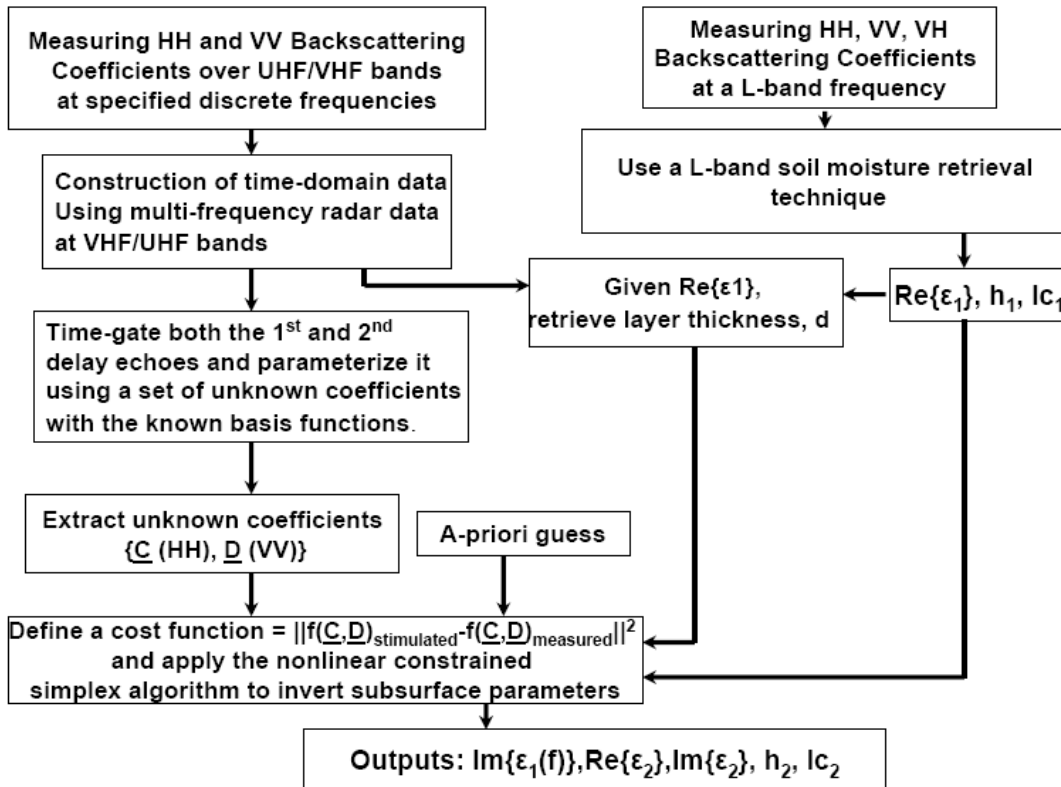 Measuring HH and VV Backscattering
Coefficients over UHF/VHF bands
at specified discrete frequencies
Measuring HH, VV, VH
Backscattering Coefficients
at a L-band frequency
Construction of time-domain data
Using multi-frequency radar data
at VHF/UHF bands
Use a L-band soil moisture retrieval
technique
Given Re{ε1},
retrieve layer thickness, d
Re{ε₁}, h₁, lc₁
Time-gate both the 1ˢᵗ and 2ⁿᵈ
delay echoes and parameterize it
using a set of unknown coefficients
with the known basis functions.
Extract unknown coefficients
{C (HH), D (VV)}
A-priori guess
Define a cost function = ||f(C,D)stimulated-f(C,D)measured||²
and apply the nonlinear constrained
simplex algorithm to invert subsurface parameters
Outputs: Im{ε₁(f)},Re{ε₂},Im{ε₂}, h₂, lc₂